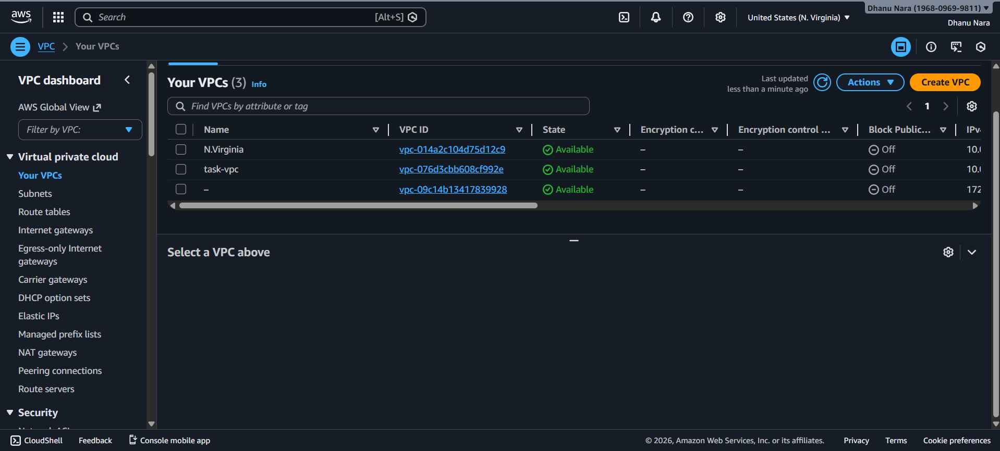 aws
Search [Alt+S]
United States (N. Virginia)
Dhanu Nara (1968-0969-9811)
Dhanu Nara
VPC
Your VPCs
VPC dashboard
AWS Global View
Filter by VPC:
Virtual private cloud
Your VPCs
Subnets
Route tables
Internet gateways
Egress-only Internet
gateways
Carrier gateways
DHCP option sets
Elastic IPs
Managed prefix lists
NAT gateways
Peering connections
Route servers
Security
Your VPCs (3) Info
Last updated
less than a minute ago
Actions
Create VPC
Find VPCs by attribute or tag
1
Name VPC ID State Encryption c... Encryption control ... Block Public...
N.Virginia vpc-014a2c104d75d12c9 Available – – Off 10.
task-vpc vpc-076d3cbb608cf992e Available – – Off 10.
– vpc-09c14b13417839928 Available – – Off 172
Select a VPC above
CloudShell Feedback Console mobile app © 2026, Amazon Web Services, Inc. or its affiliates. Privacy Terms Cookie preferences